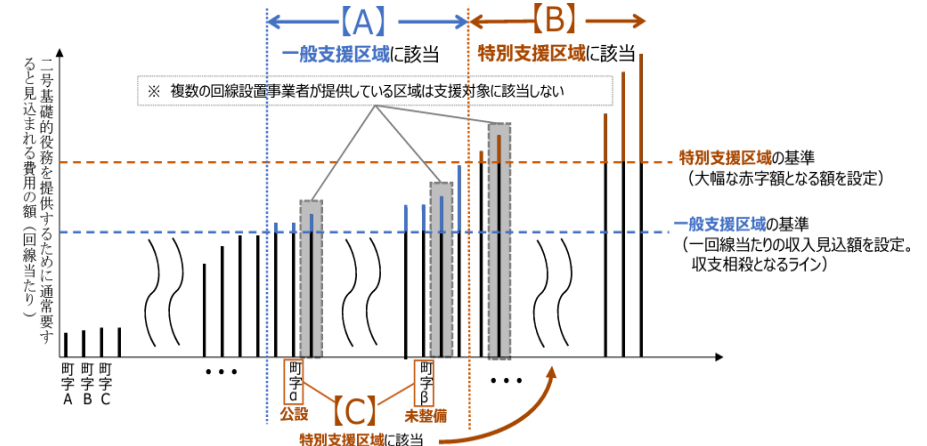 【A】
一般支援区域に該当
【B】
特別支援区域に該当
※ 複数の回線設置事業者が提供している区域は支援対象に該当しない
二号基礎的役務を提供するために通常要す
ると見込まれる費用の額（回線当たり）
特別支援区域の基準
（大幅な赤字額となる額を設定）
一般支援区域の基準
（一回線当たりの収入見込額を設定。
収支相殺となるライン）
町字A
町字B
町字C
・・・
町字α
公設
【C】
町字β
未整備
・・・
特別支援区域に該当